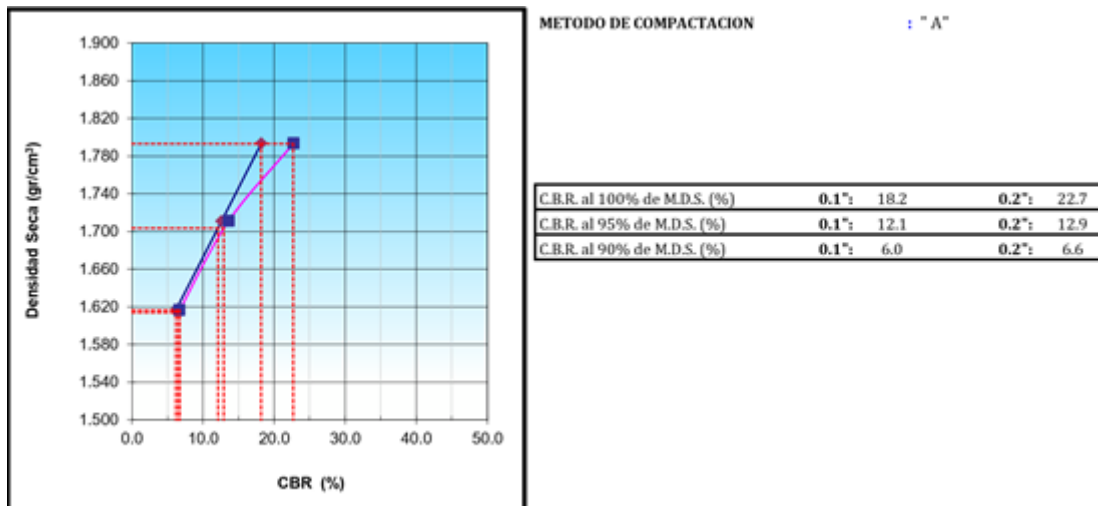 1.900
1.860
1.820
1.780
1.740
1.700
1.660
1.620
1.580
1.540
1.500
Densidad Seca (gr/cm³)
0.0 10.0 20.0 30.0 40.0 50.0
CBR (%)
METODO DE COMPACTACION : " A"
C.B.R. al 100% de M.D.S. (%) 0.1": 18.2 0.2": 22.7
C.B.R. al 95% de M.D.S. (%) 0.1": 12.1 0.2": 12.9
C.B.R. al 90% de M.D.S. (%) 0.1": 6.0 0.2": 6.6